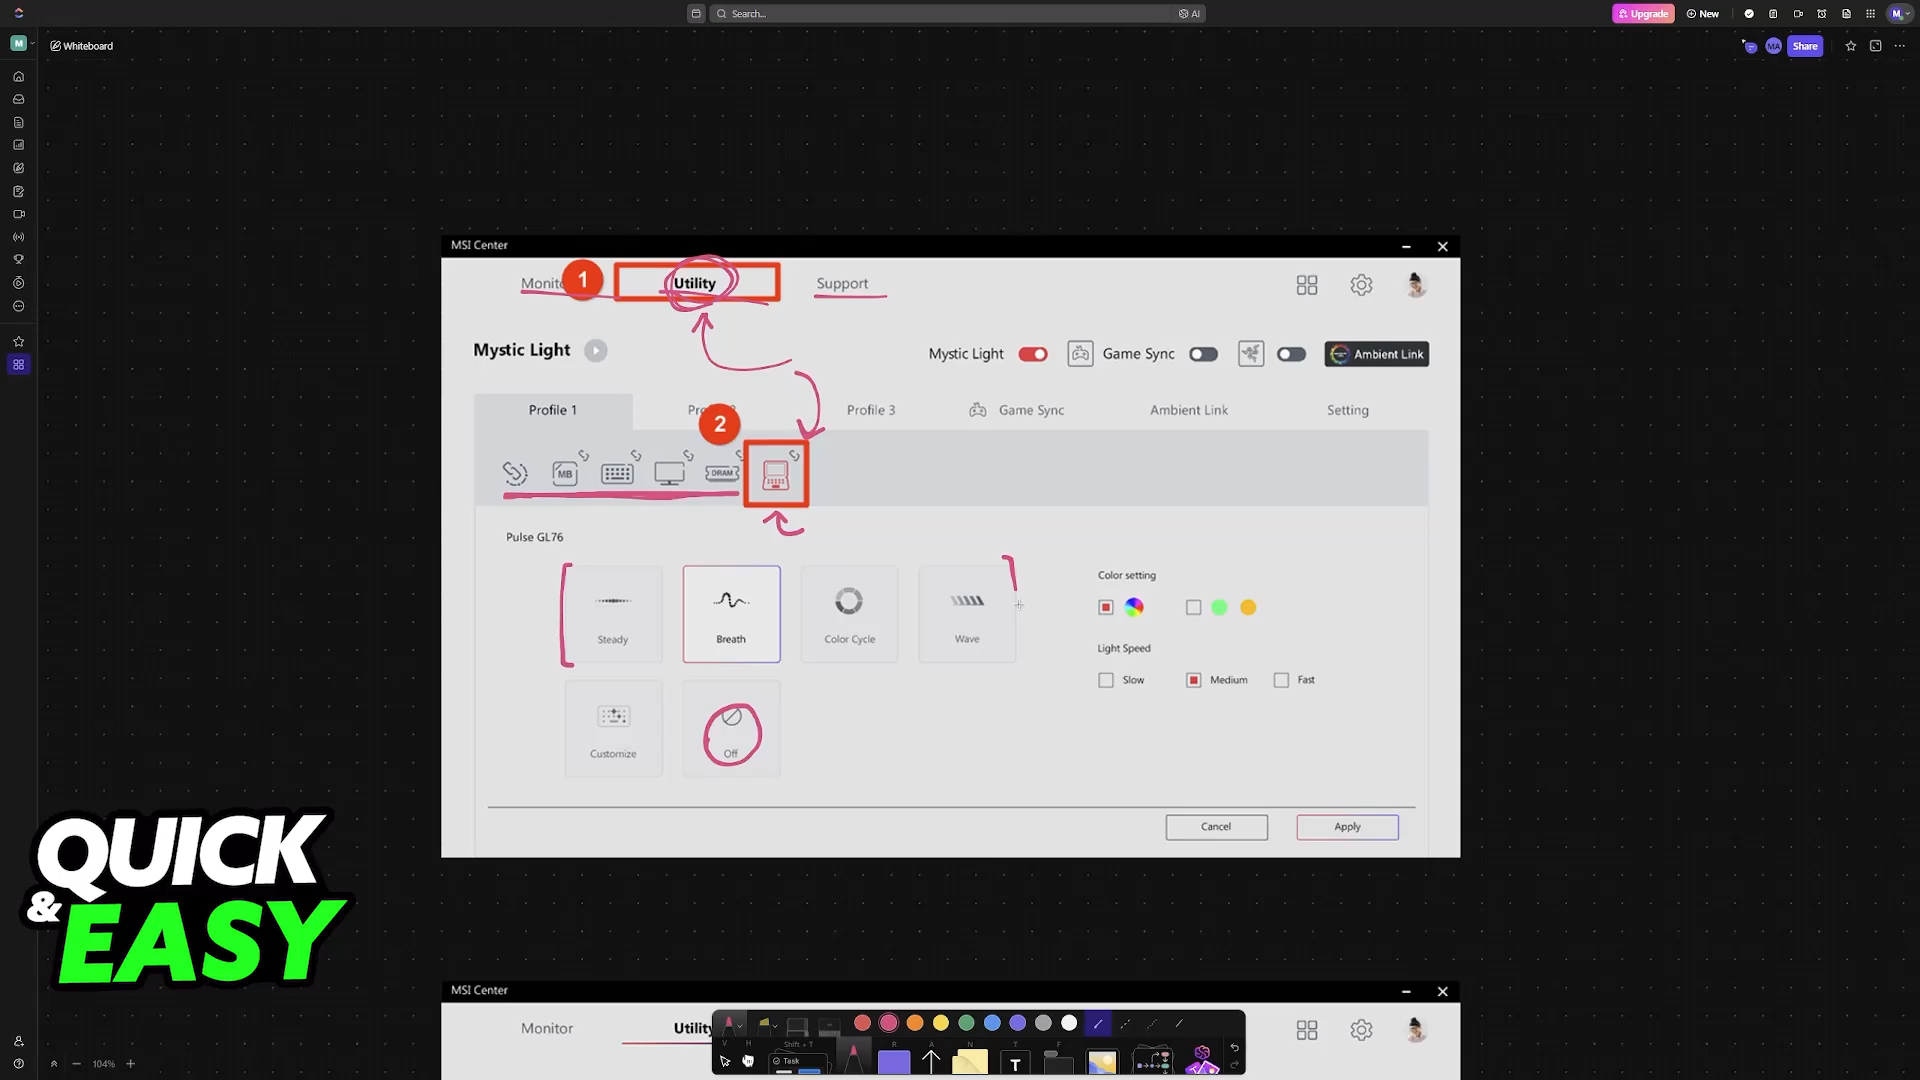 Search...
AI
Upgrade
New
M
M
Whiteboard
MA
Share
MSI Center
Monito
1
Utility
Support
Mystic Light
Mystic Light
Game Sync
Ambient Link
Profile 1
Profile 3
Game Sync
Ambient Link
Setting
2
MB
DRAM
Pulse GL76
Steady
Breath
Color Cycle
Wave
Color setting
Light Speed
Slow
Medium
Fast
Customize
Off
Cancel
Apply
QUICK
& EASY
MSI Center
Monitor
Utility
V
H
Shift + T
R
A
N
T
F
Task
T
104%